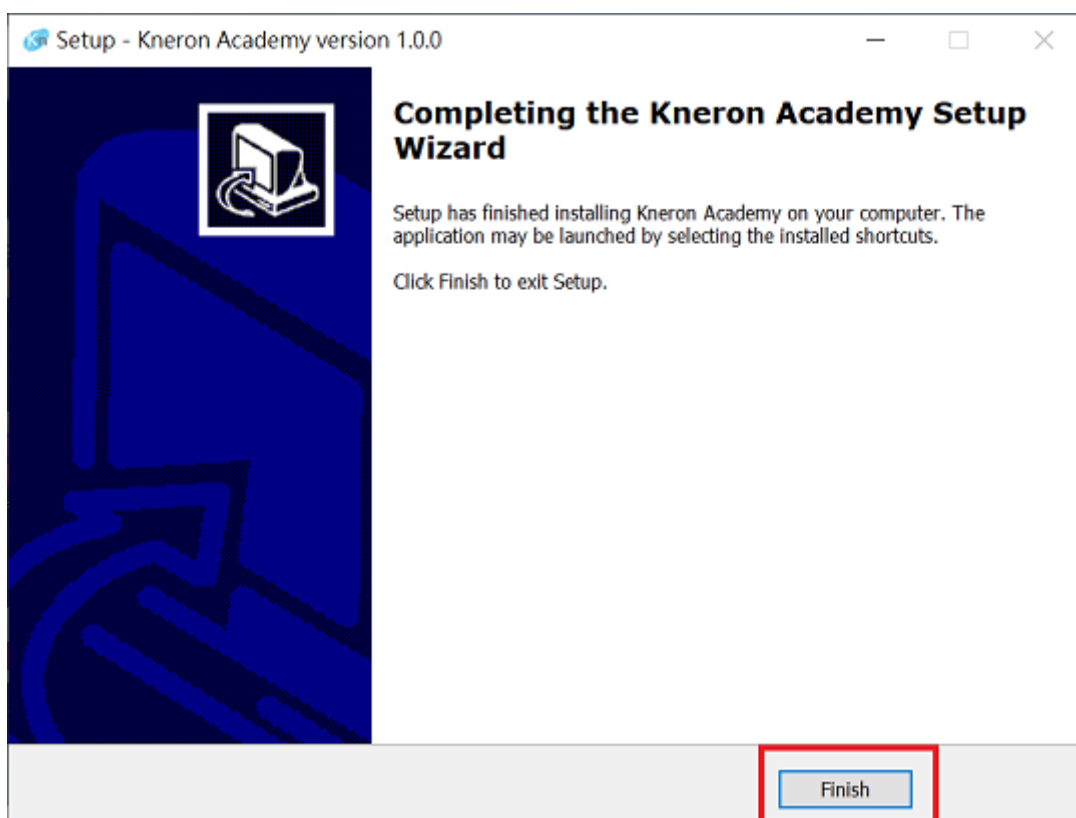 Setup - Kneron Academy version 1.0.0
Completing the Kneron Academy Setup
Wizard
Setup has finished installing Kneron Academy on your computer. The
application may be launched by selecting the installed shortcuts.
Click Finish to exit Setup.
Finish